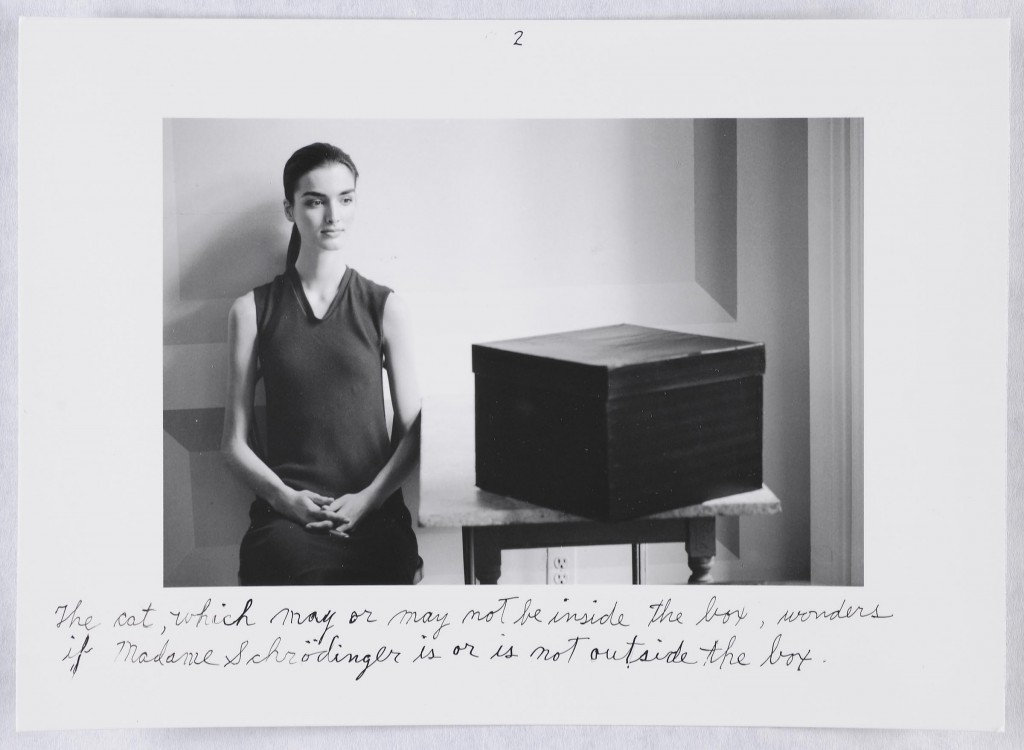 2
The cat, which may or may not be inside the box, wonders
if Madame Schrödinger is or is not outside the box.